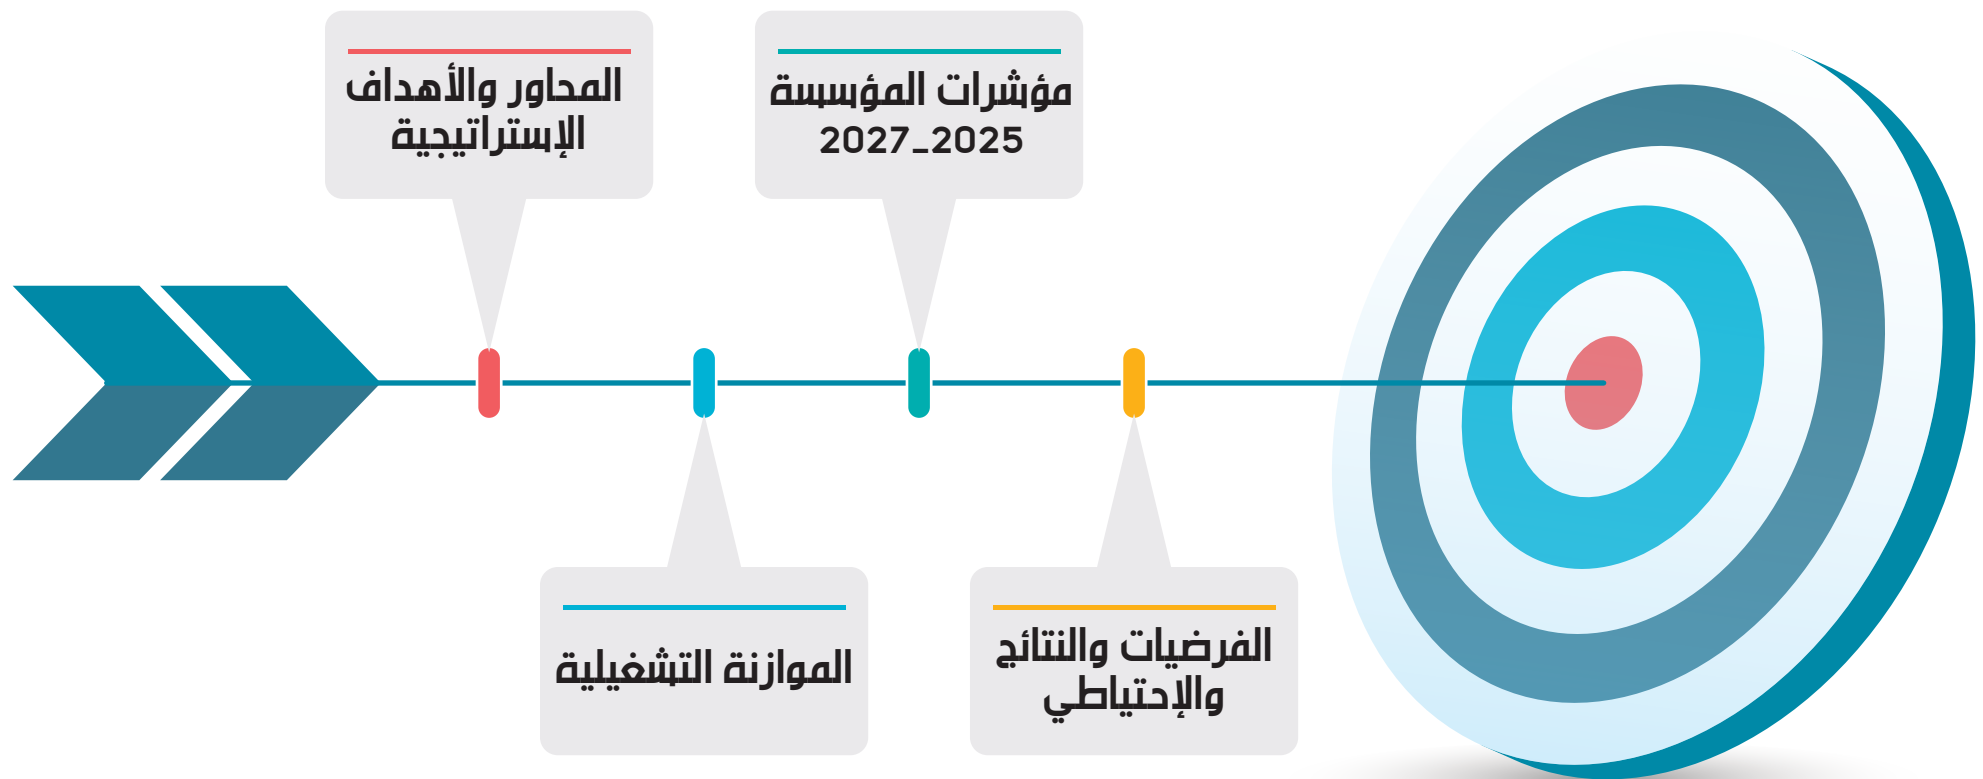 المحاور والأهداف
الإستراتيجية
مؤشرات المؤسسة
2027_2025
الموازنة التشغيلية
الفرضيات والنتائج
والإحتياطي